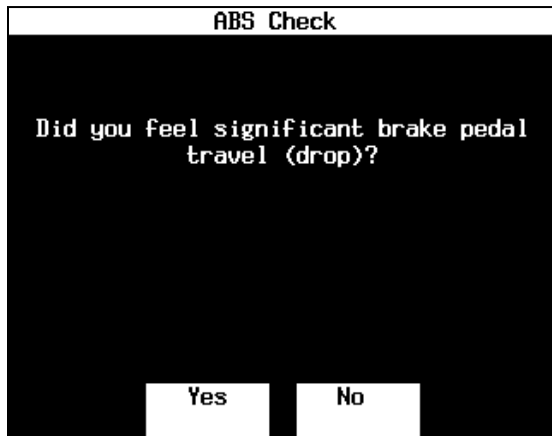 ABS Check
Did you feel significant brake pedal
travel (drop)?
Yes No